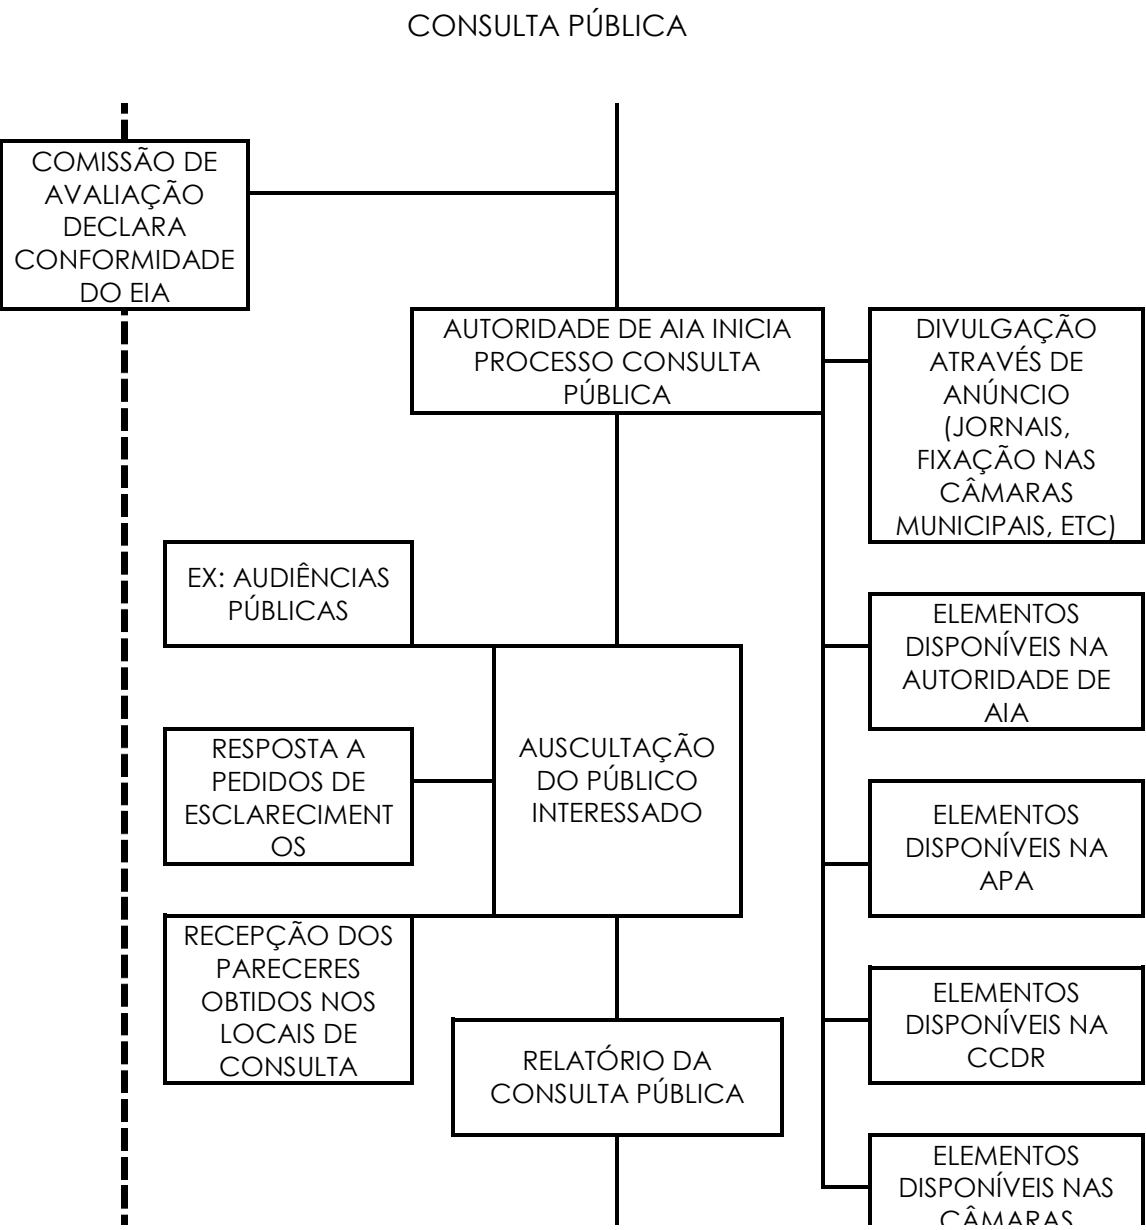 CONSULTA PÚBLICA
COMISSÃO DE
AVALIAÇÃO
DECLARA
CONFORMIDADE
DO EIA
AUTORIDADE DE AIA INICIA
PROCESSO CONSULTA
PÚBLICA
DIVULGAÇÃO
ATRAVÉS DE
ANÚNCIO
(JORNAIS,
FIXAÇÃO NAS
CÂMARAS
MUNICIPAIS, ETC)
EX: AUDIÊNCIAS
PÚBLICAS
ELEMENTOS
DISPONÍVEIS NA
AUTORIDADE DE
AIA
RESPOSTA A
PEDIDOS DE
ESCLARECIMENT
OS
AUSCULTAÇÃO
DO PÚBLICO
INTERESSADO
ELEMENTOS
DISPONÍVEIS NA
APA
RECEPÇÃO DOS
PARECERES
OBTIDOS NOS
LOCAIS DE
CONSULTA
RELATÓRIO DA
CONSULTA PÚBLICA
ELEMENTOS
DISPONÍVEIS NA
CCDR
ELEMENTOS
DISPONÍVEIS NAS
CÂMARAS